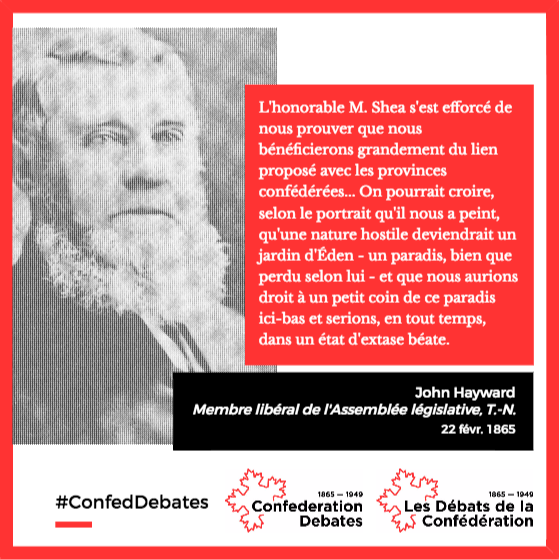 L'honorable M. Shea s'est efforcé de
nous prouver que nous
bénéficierons grandement du lien
proposé avec les provinces
confédérées... On pourrait croire,
selon le portrait qu'il nous a peint,
qu'une nature hostile deviendrait un
jardin d'Éden - un paradis, bien que
perdu selon lui - et que nous aurions
droit à un petit coin de ce paradis
ici-bas et serions, en tout temps,
dans un état d'extase béate.
John Hayward
Membre libéral de l'Assemblée législative, T.-N.
22 févr. 1865
#ConfedDebates
1865 — 1949
Confederation
Debates
1865 — 1949
Les Débats de la
Confédération